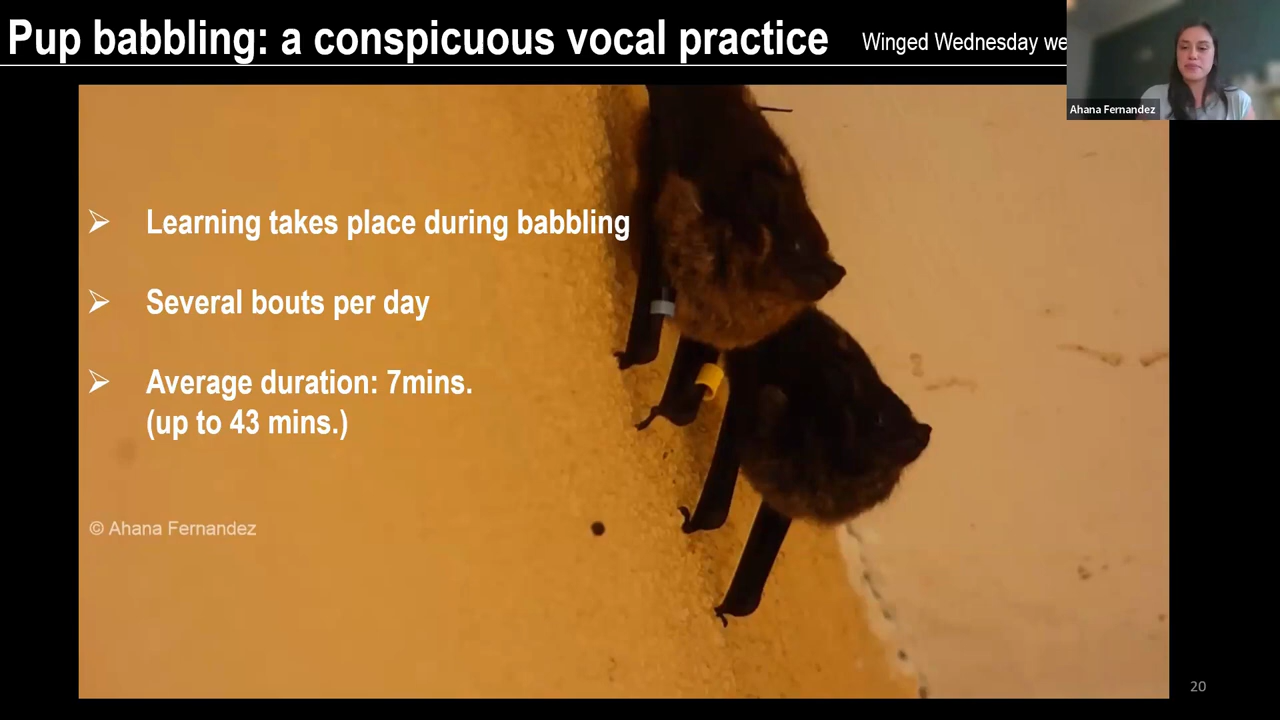 Pup babbling: a conspicuous vocal practice
Winged Wednesday we
Ahana Fernandez
➢ Learning takes place during babbling
➢ Several bouts per day
➢ Average duration: 7mins.
(up to 43 mins.)
© Ahana Fernandez
20